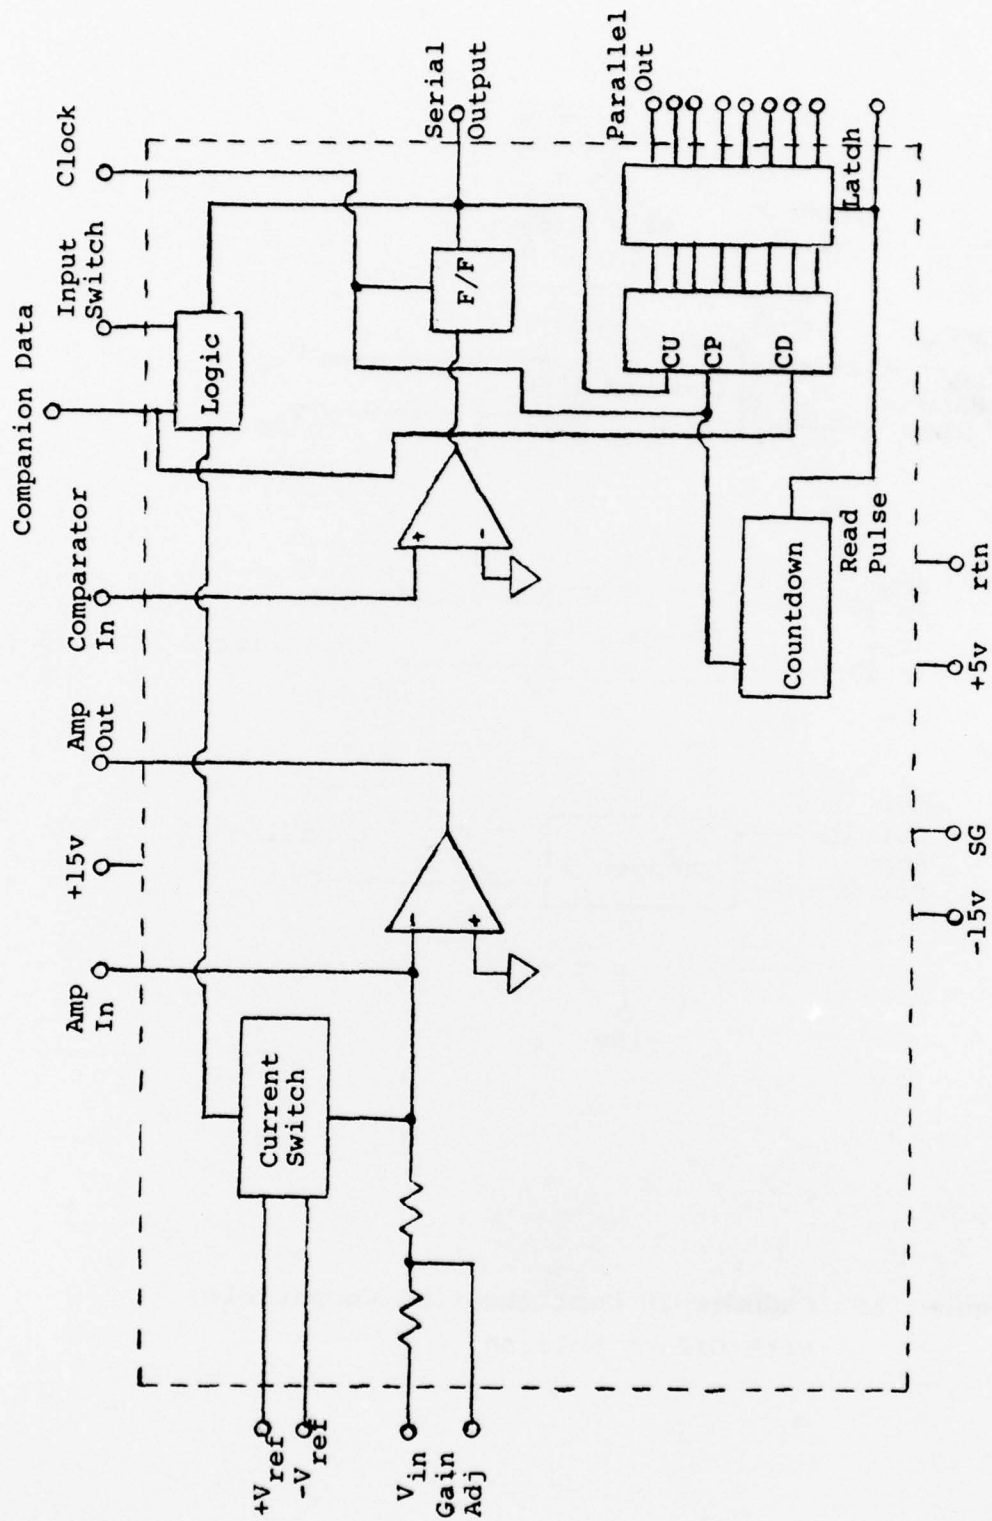 Companion Data
Input
Switch
Clock
Comparator
In
Amp
Out
+15v
Amp
In
Logic
Serial
Output
F/F
Parallel
Out
Latdh
CU
CP
CD
+
-
Countdown
Read
Pulse
-
+
Current
Switch
+Vref
-Vref
Vin
Gain
Adj
-15v
SG
+5v
rtn